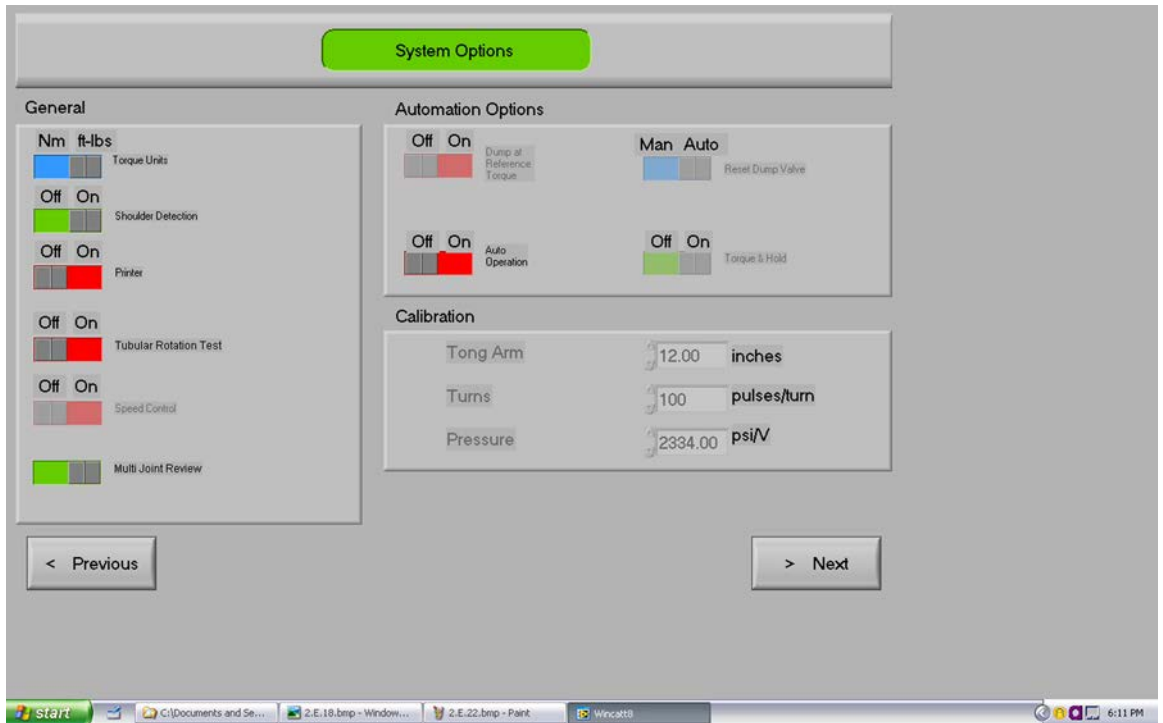 System Options
General
Nm ft-lbs
Torque Units
Off On
Shoulder Detection
Off On
Printer
Off On
Tubular Rotation Test
Off On
Speed Control
Multi Joint Review
Automation Options
Off On
Dump at
Reference
Torque
Man Auto
Reset Dump Valve
Off On
Auto
Operation
Off On
Torque & Hold
Calibration
Tong Arm 12.00 inches
Turns 100 pulses/turn
Pressure 2334.00 psi/V
< Previous
> Next
start C:\Documents and Se... 2.E.18.bmp - Window... 2.E.22.bmp - Paint Wincatt8 6:11 PM